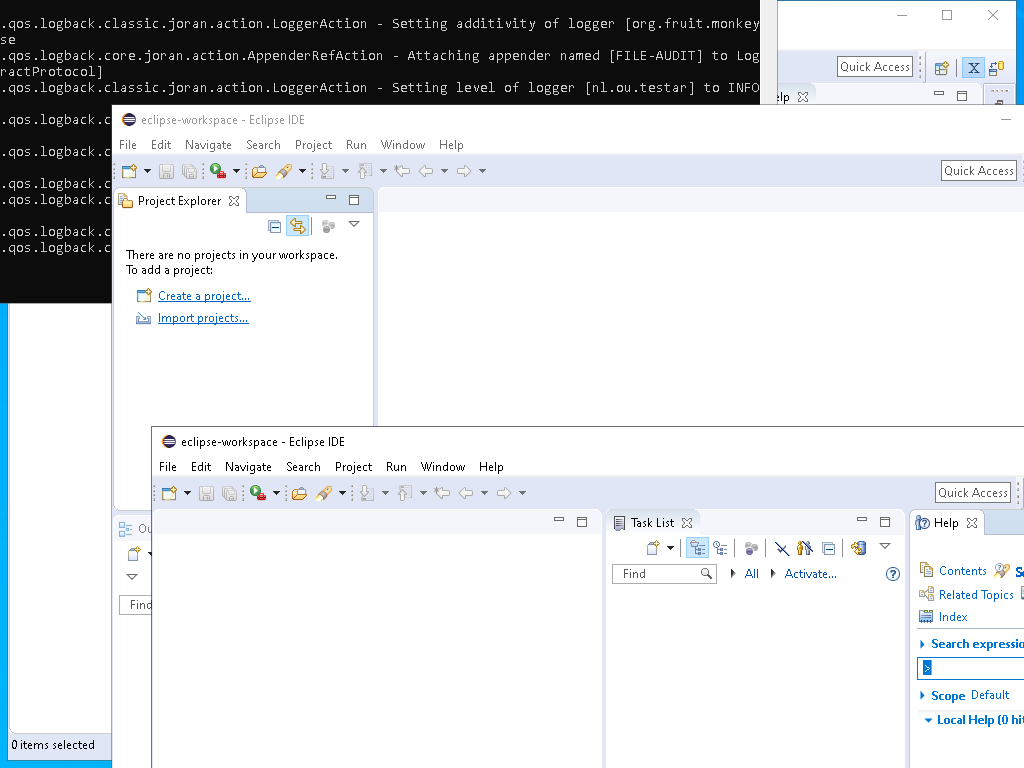 .qos.logback.classic.joran.action.LoggerAction - Setting additivity of logger [org.fruit.monkey
se
.qos.logback.core.joran.action.AppenderRefAction - Attaching appender named [FILE-AUDIT] to Log
ractProtocol]
.qos.logback.classic.joran.action.LoggerAction - Setting level of logger [nl.ou.testar] to INFO
.qos.logback.c
.qos.logback.c
.qos.logback.c
.qos.logback.c
.qos.logback.c
.qos.logback.c
Quick Access
elp
eclipse-workspace - Eclipse IDE
File Edit Navigate Search Project Run Window Help
Quick Access
Project Explorer
There are no projects in your workspace.
To add a project:
Create a project...
Import projects...
Ou
Find
eclipse-workspace - Eclipse IDE
File Edit Navigate Search Project Run Window Help
Quick Access
Task List
Find
All
Activate...
Help
Contents
Se
Related Topics
Index
Search expressio
>
Scope Default
Local Help (0 hit
0 items selected